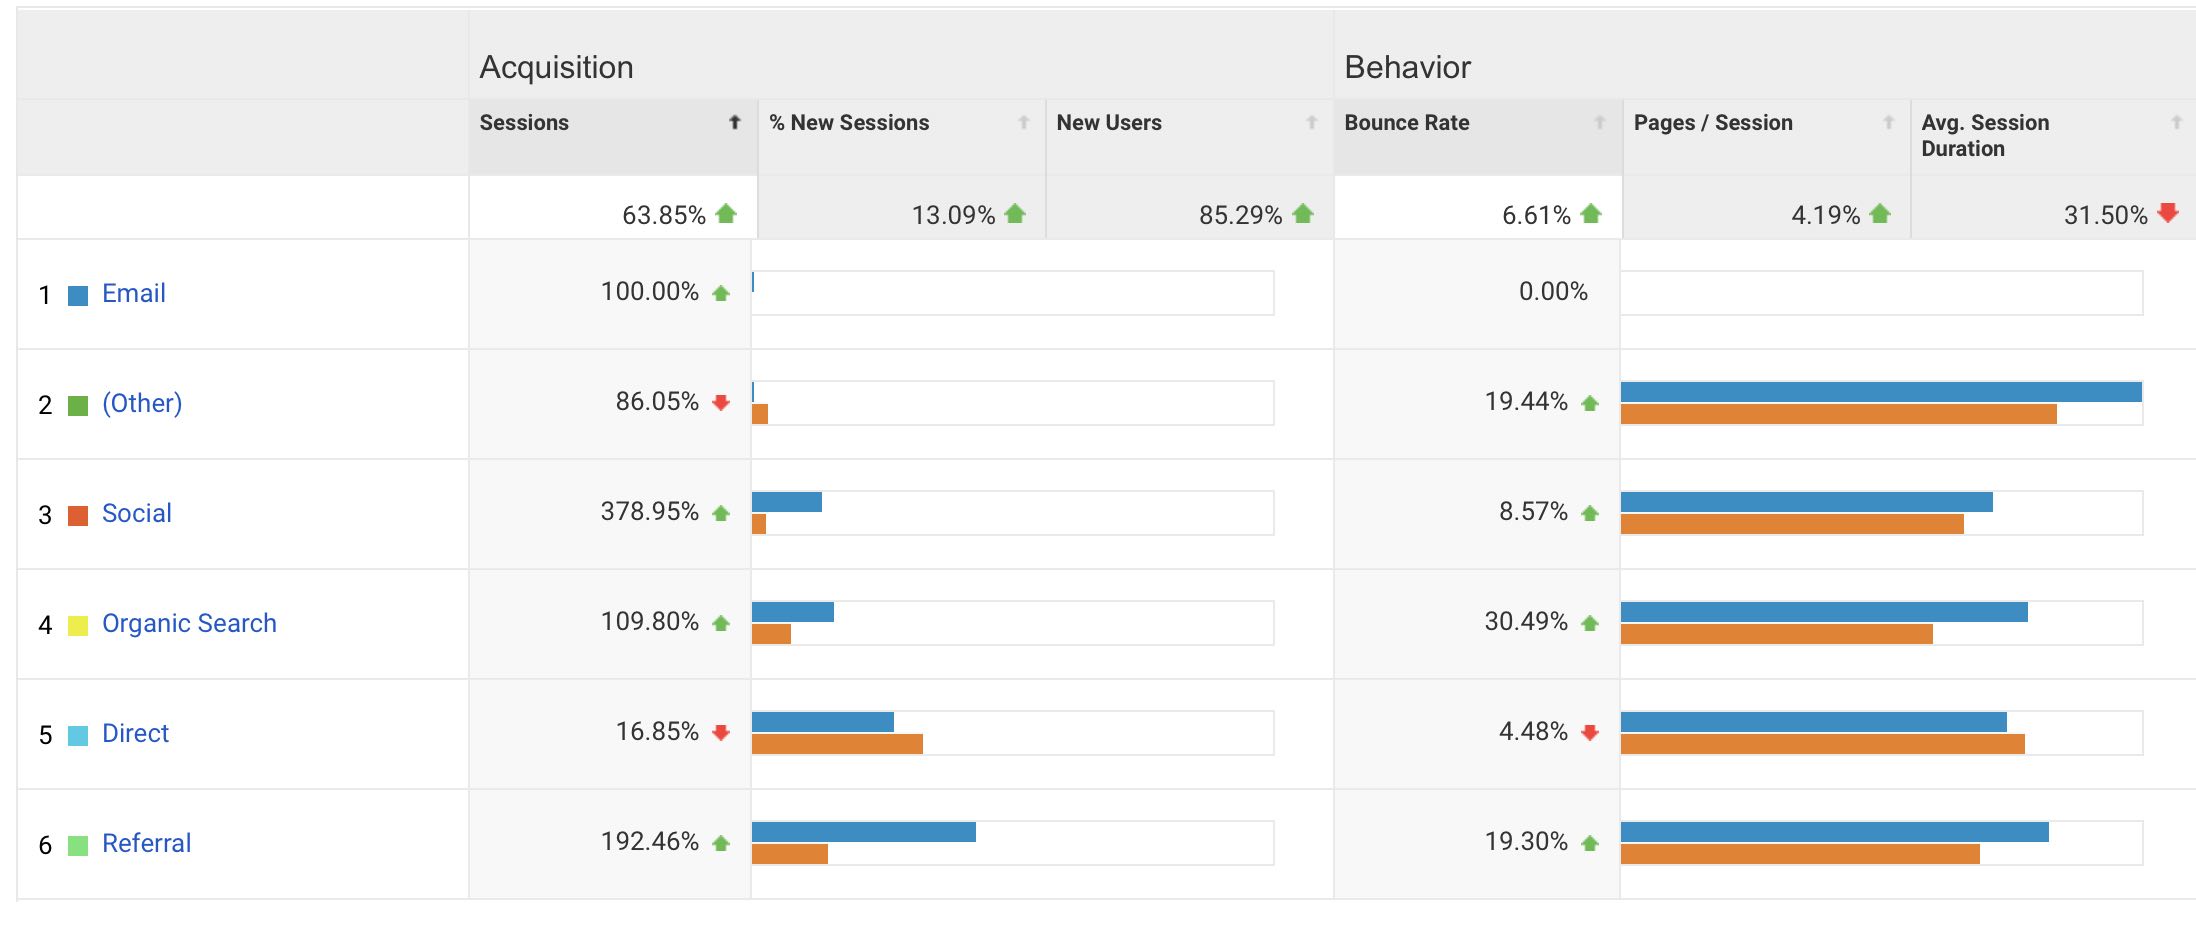 Acquisition
Behavior
Sessions
% New Sessions
New Users
Bounce Rate
Pages / Session
Avg. Session
Duration
63.85%
13.09%
85.29%
6.61%
4.19%
31.50%
1 Email 100.00% 0.00%
2 (Other) 86.05% 19.44%
3 Social 378.95% 8.57%
4 Organic Search 109.80% 30.49%
5 Direct 16.85% 4.48%
6 Referral 192.46% 19.30%